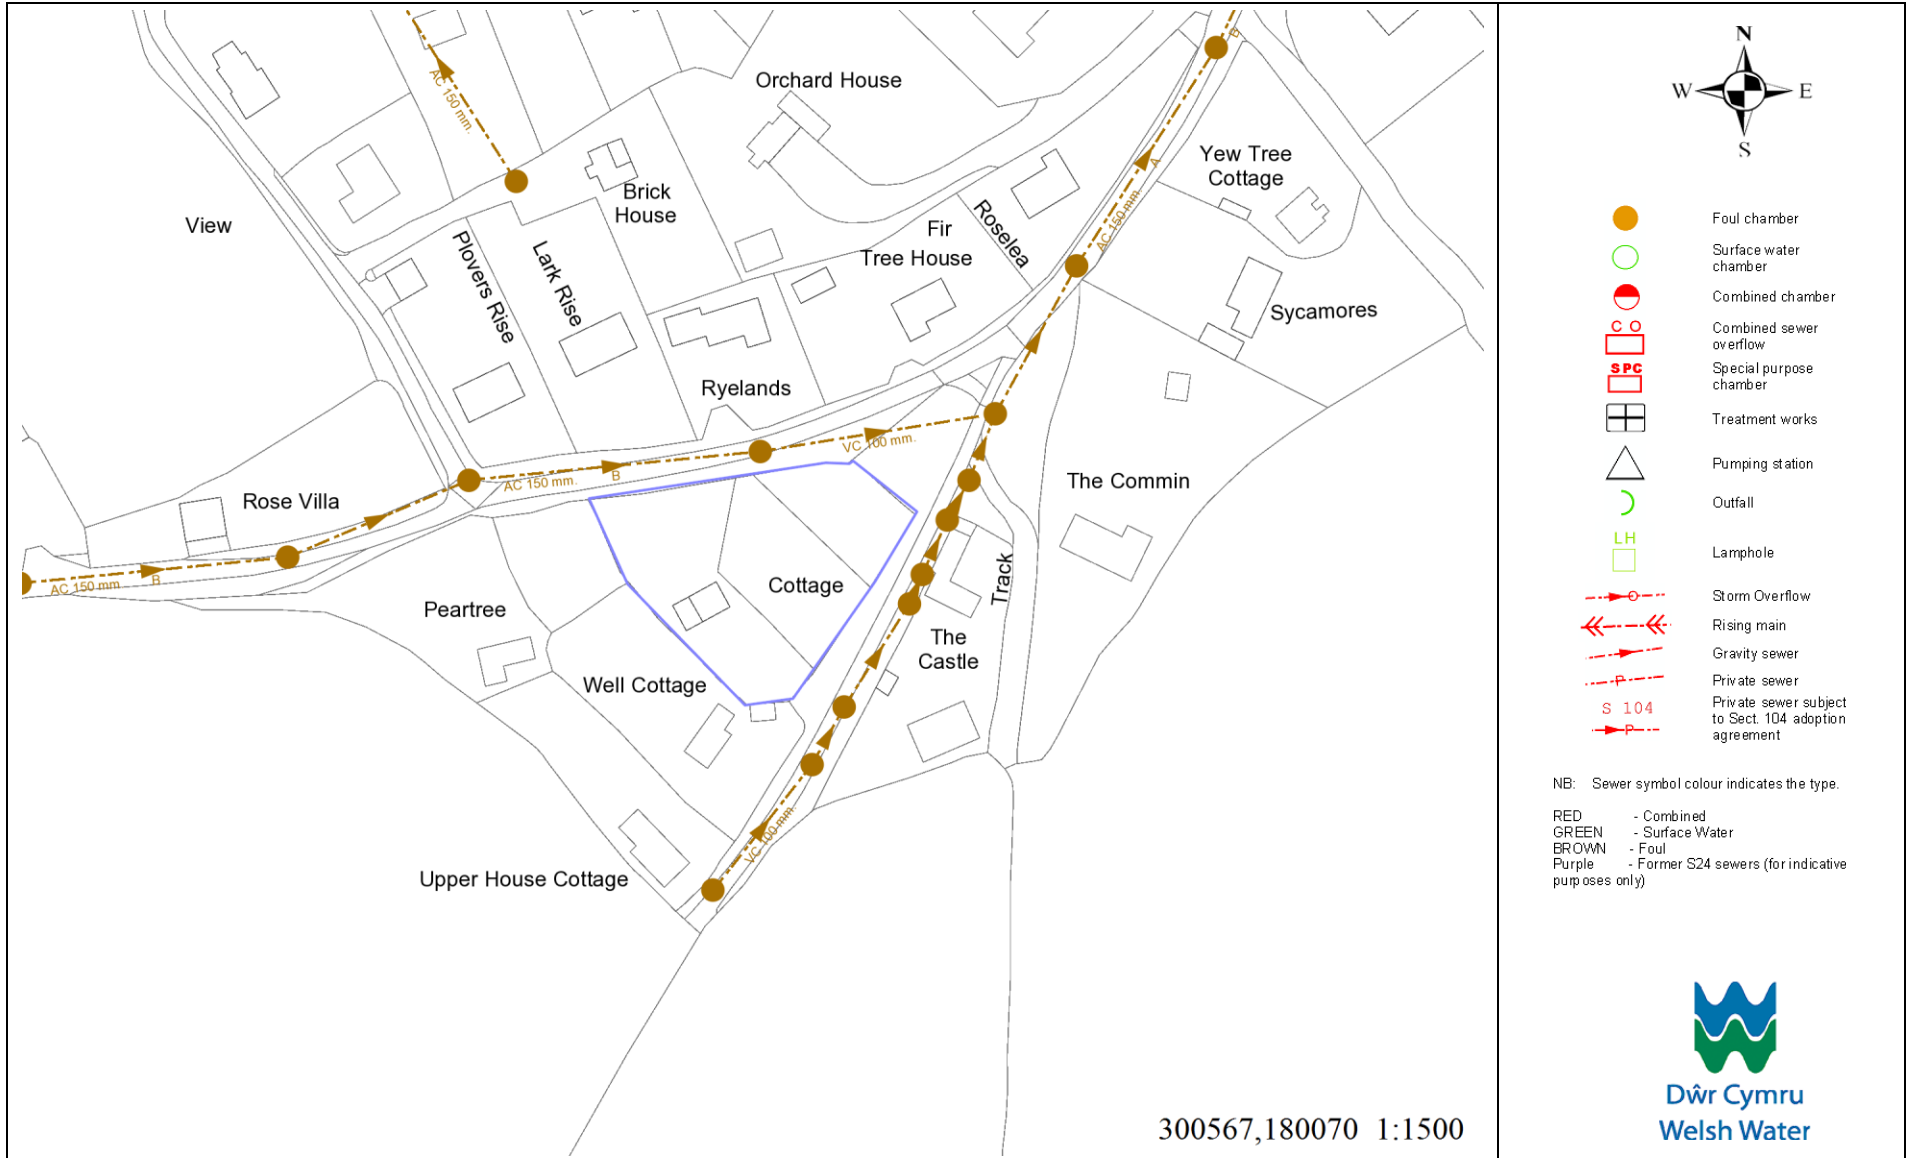 AC 150 mm.
Orchard House
B
Yew Tree
Cottage
A
AC 150 mm.
View
Brick
House
Plovers Rise
Lark Rise
Fir
Tree House
Roselea
Sycamores
Ryelands
VC 100 mm.
Rose Villa
AC 150 mm.
B
The Commin
AC 150 mm
B
Peartree
Cottage
Track
The
Castle
Well Cottage
VC 100 mm.
Upper House Cottage
300567,180070 1:1500
N
W E
S
Foul chamber
Surface water
chamber
Combined chamber
C O
Combined sewer
overflow
SPC
Special purpose
chamber
Treatment works
Pumping station
Outfall
LH
Lamphole
Storm Overflow
Rising main
Gravity sewer
P
Private sewer
S 104
P
Private sewer subject
to Sect. 104 adoption
agreement
NB: Sewer symbol colour indicates the type.
RED - Combined
GREEN - Surface Water
BROWN - Foul
Purple - Former S24 sewers (for indicative
purposes only)
Dŵr Cymru
Welsh Water